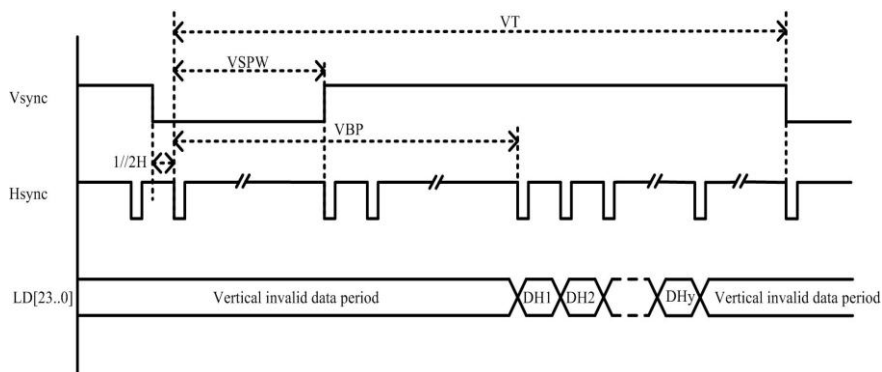 VT
VSPW
Vsync
VBP
1//2H
Hsync
LD[23..0]
Vertical invalid data period
DH1
DH2
DHy
Vertical invalid data period